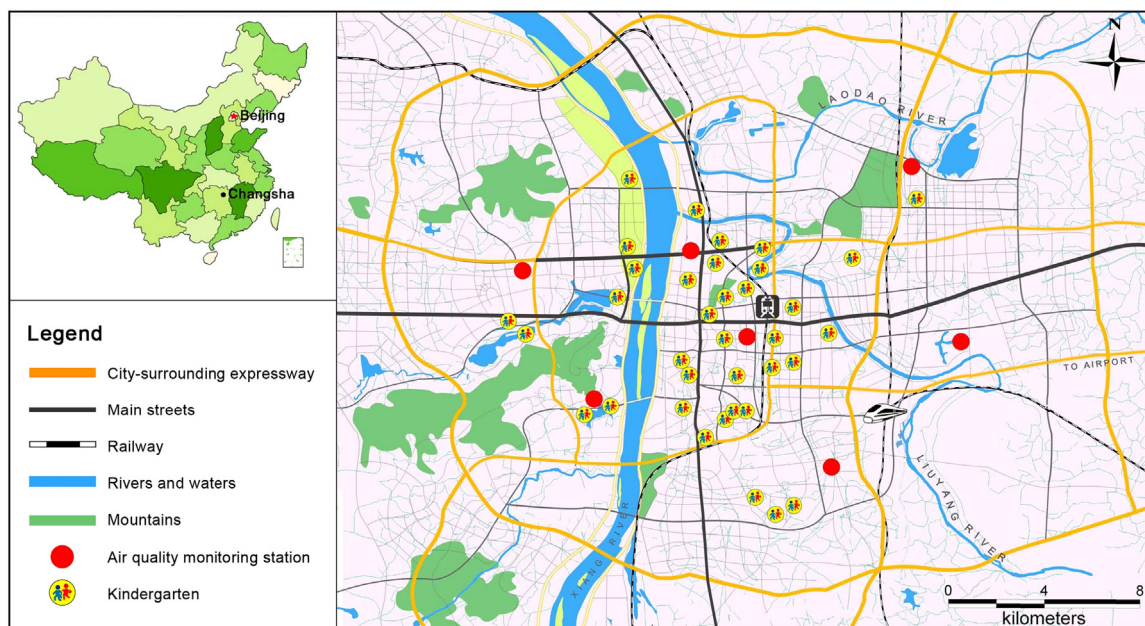 Beijing
Changsha
Legend
City-surrounding expressway
Main streets
Railway
Rivers and waters
Mountains
Air quality monitoring station
Kindergarten
N
LAODAO RIVER
TO AIRPORT
LIUYANG RIVER
XIANG RIVER
0 4 8
kilometers